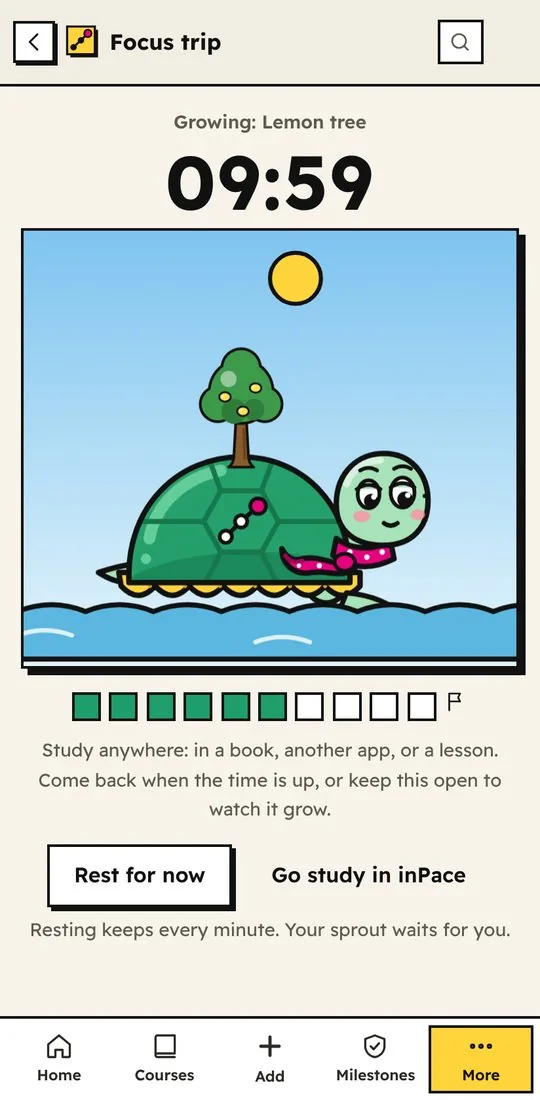 Focus trip
Growing: Lemon tree
09:59
Study anywhere: in a book, another app, or a lesson.
Come back when the time is up, or keep this open to
watch it grow.
Rest for now
Go study in inPace
Resting keeps every minute. Your sprout waits for you.
Home
Courses
Add
Milestones
More